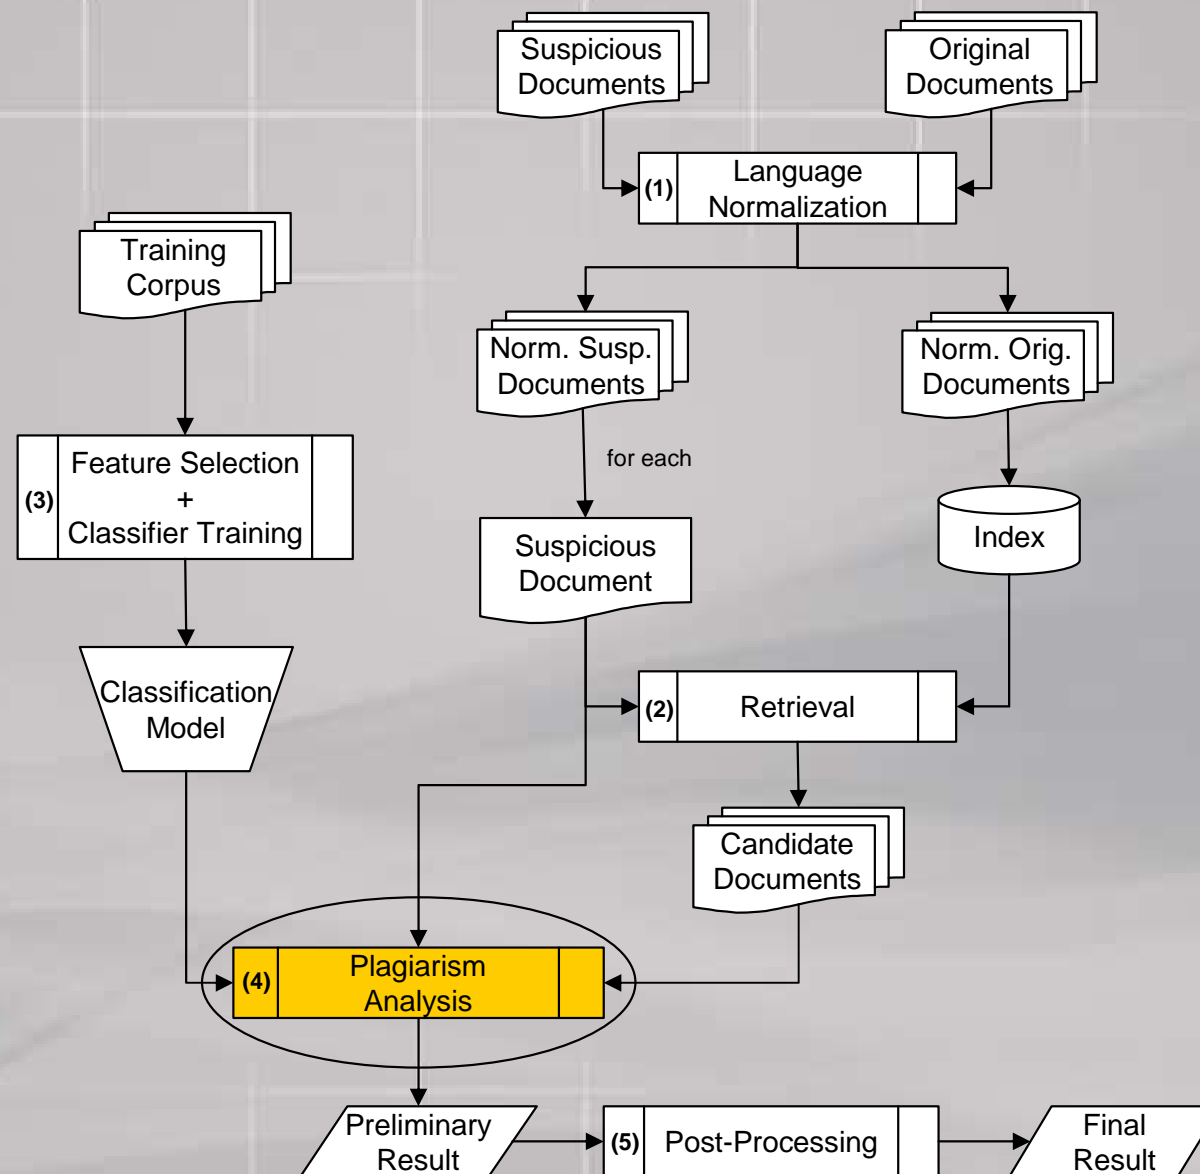 Suspicious
Documents
Original
Documents
(1)
Language
Normalization
Training
Corpus
Norm. Susp.
Documents
Norm. Orig.
Documents
for each
(3)
Feature Selection
+
Classifier Training
Suspicious
Document
Index
Classification
Model
(2)
Retrieval
Candidate
Documents
(4)
Plagiarism
Analysis
Preliminary
Result
(5)
Post-Processing
Final
Result